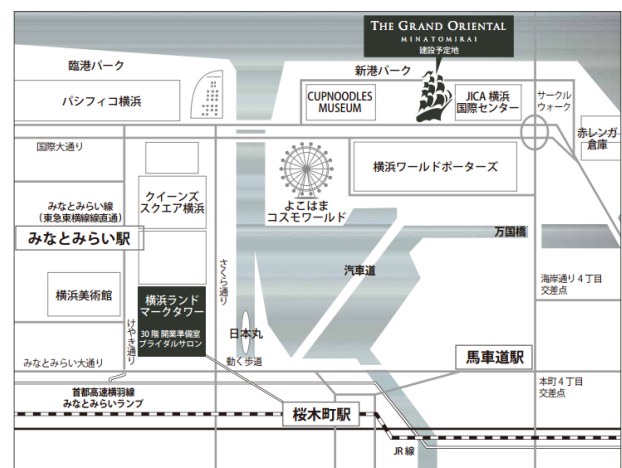 THE GRAND ORIENTAL
MINATOMIRAI
建設予定地
臨港パーク
新港パーク
パシフィコ横浜
CUPNOODLES
MUSEUM
JICA 横浜
国際センター
サークル
ウォーク
赤レンガ
倉庫
国際大通り
横浜ワールドポーターズ
クイーンズ
スクエア横浜
よこはま
コスモワールド
みなとみらい線
(東急東横線線直通)
みなとみらい駅
万国橋
さくら通り
汽車道
海岸通り 4 丁目
交差点
横浜美術館
横浜ランド
マークタワー
30 階 開業準備室
ブライダルサロン
けやき通り
日本丸
動く歩道
馬車道駅
みなとみらい大通り
本町 4 丁目
交差点
首都高速横羽線
みなとみらいランプ
桜木町駅
JR 線